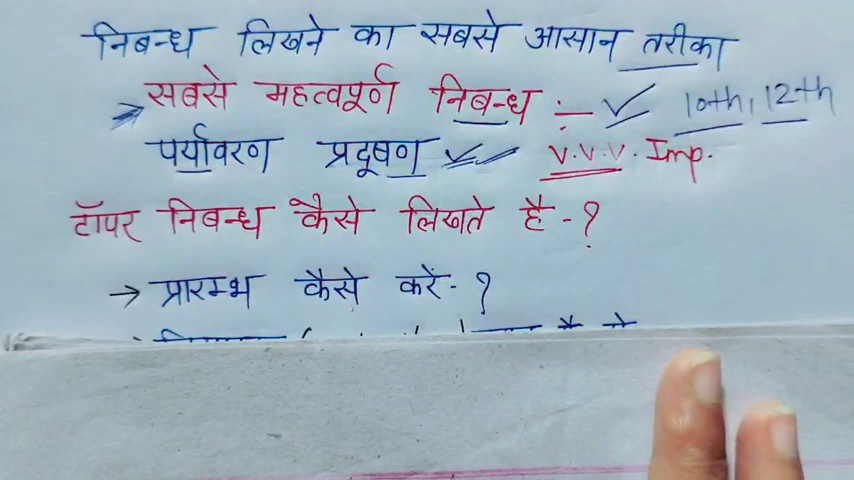 निबन्ध लिखने का सबसे आसान तरीका
सबसे महत्वपूर्ण निबन्ध :- ✓ 10th, 12th
पर्यावरण प्रदूषण ✓ V.V.V. Imp.
टॉपर निबन्ध कैसे लिखते है - ?
→ प्रारम्भ कैसे करें - ?